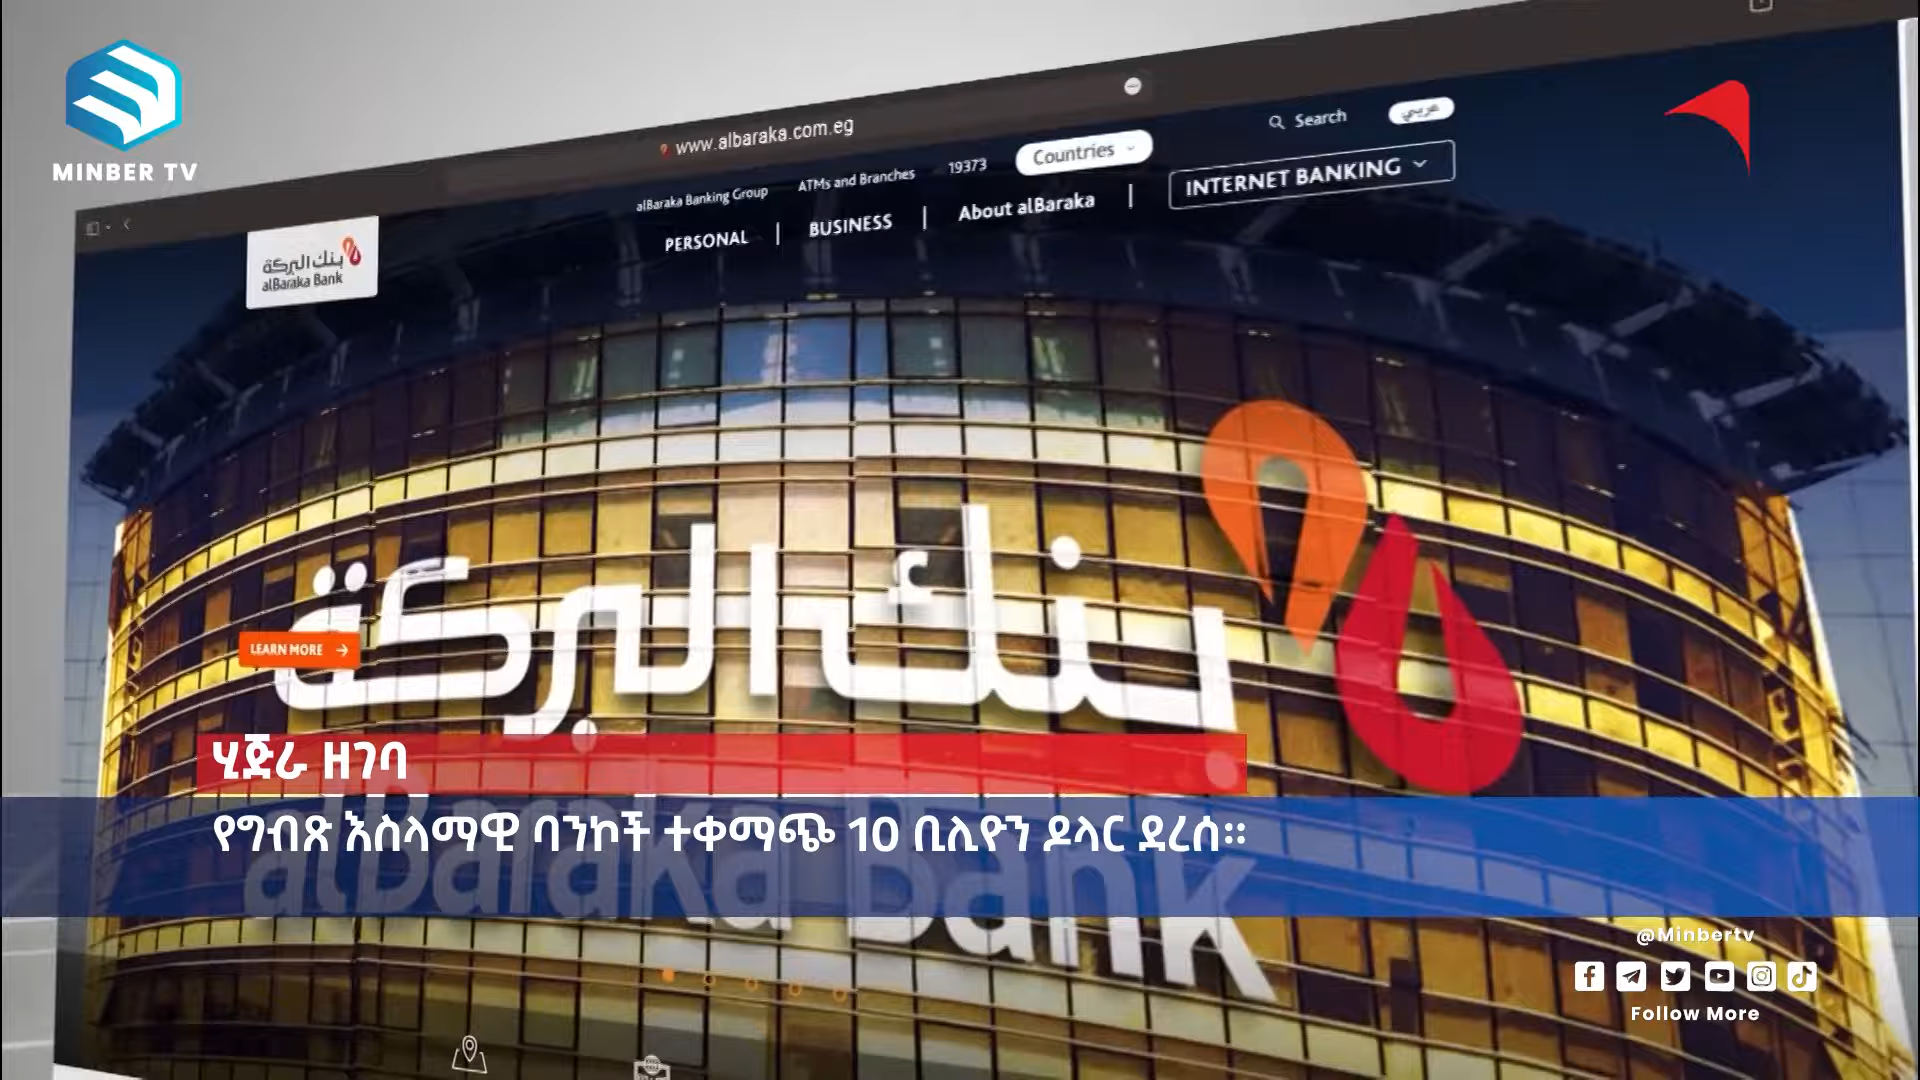 MINBER TV
www.albaraka.com.eg
Search
عربي
alBaraka Banking Group
ATMs and Branches
19373
Countries
PERSONAL
BUSINESS
About alBaraka
INTERNET BANKING
بنك البركة
alBaraka Bank
بنك البركة
LEARN MORE
alBaraka Bank
ሂጅራ ዘገባ
የግብጽ እስላማዊ ባንኮች ተቀማጭ 10 ቢሊዮን ዶላር ደረሰ።
@Minbertv
Follow More